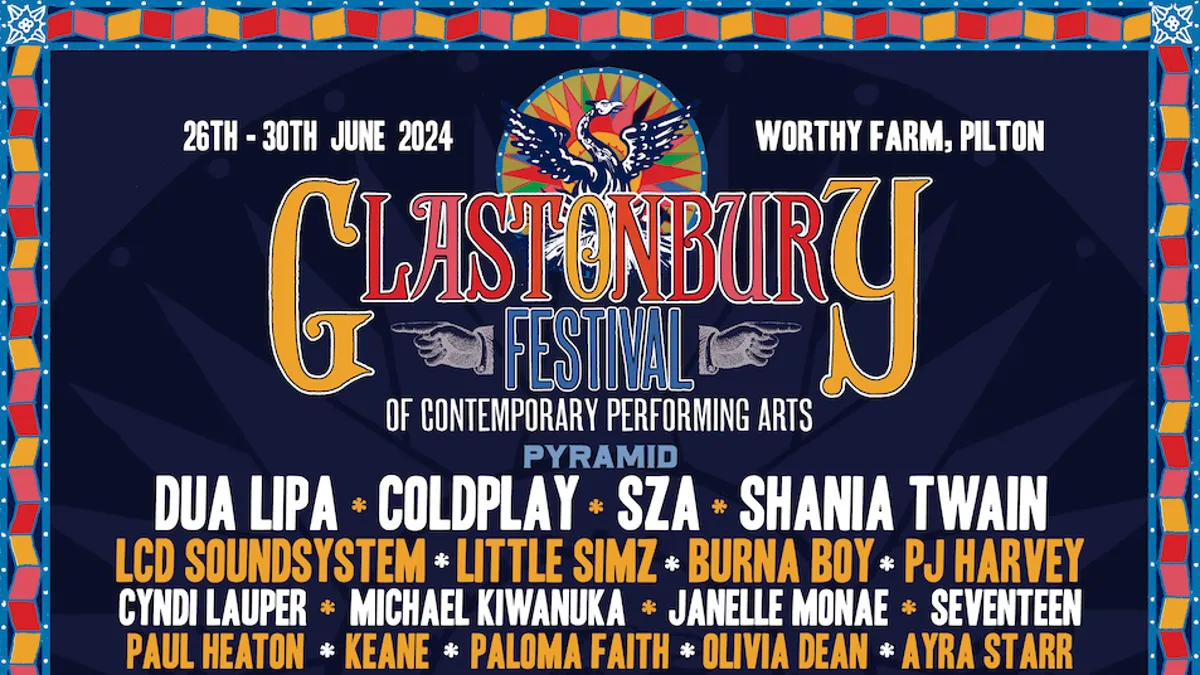 26TH - 30TH JUNE 2024
WORTHY FARM, PILTON
GLASTONBURY
FESTIVAL
OF CONTEMPORARY PERFORMING ARTS
PYRAMID
DUA LIPA * COLDPLAY * SZA * SHANIA TWAIN
LCD SOUNDSYSTEM * LITTLE SIMZ * BURNA BOY * PJ HARVEY
CYNDI LAUPER * MICHAEL KIWANUKA * JANELLE MONAE * SEVENTEEN
PAUL HEATON * KEANE * PALOMA FAITH * OLIVIA DEAN * AYRA STARR